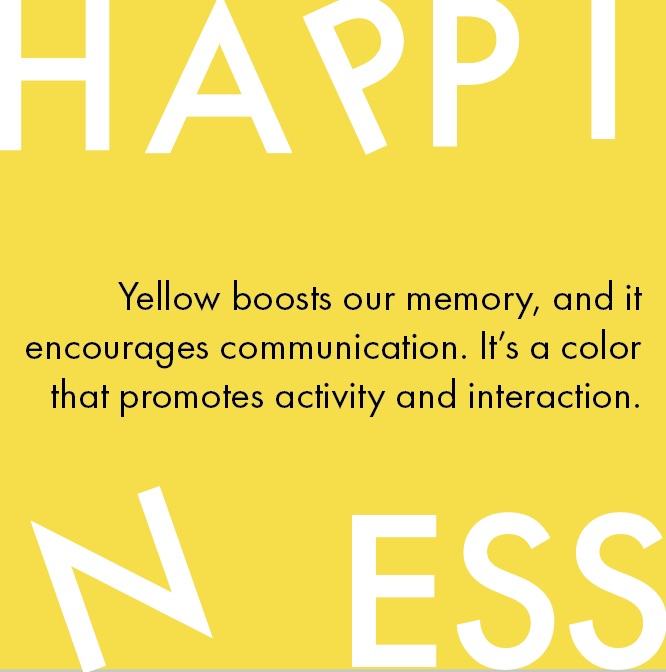 HAPPI
Yellow boosts our memory, and it
encourages communication. It’s a color
that promotes activity and interaction.
N ESS